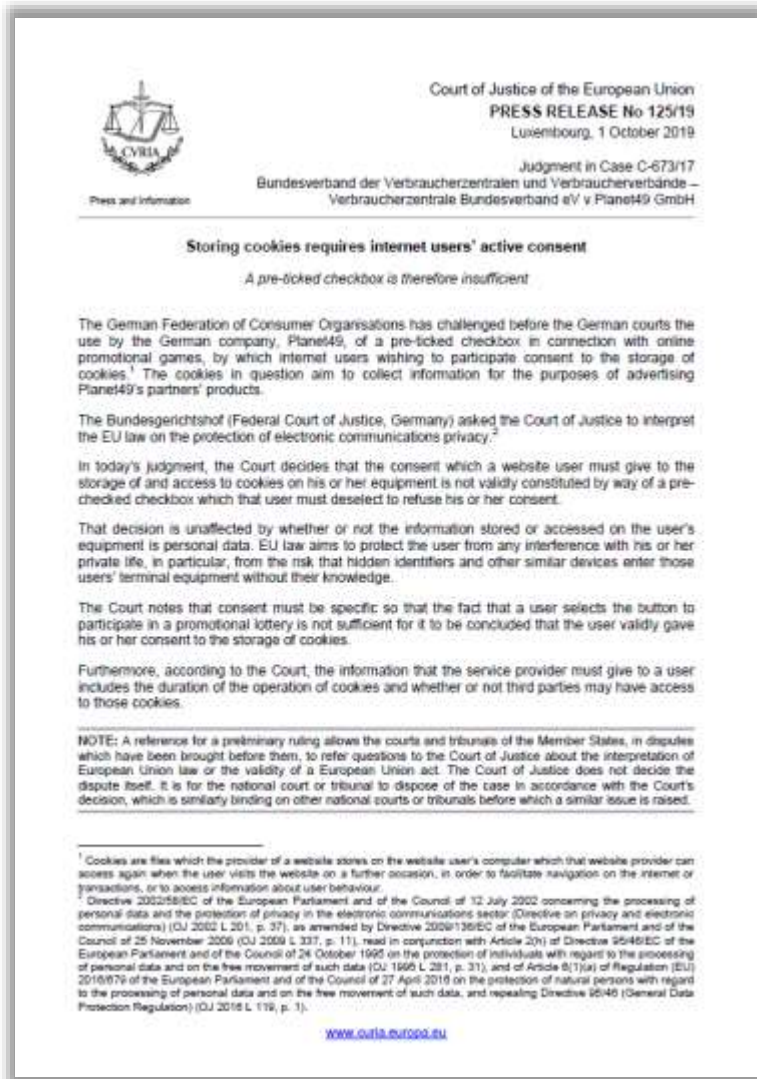 Court of Justice of the European Union
PRESS RELEASE No 125/19
Luxembourg, 1 October 2019
CVRIA
Judgment in Case C-673/17
Bundesverband der Verbraucherzentralen und Verbraucherverbände –
Press and Information
Verbraucherzentrale Bundesverband eV v Planet49 GmbH
Storing cookies requires internet users' active consent
A pre-ticked checkbox is therefore insufficient
The German Federation of Consumer Organisations has challenged before the German courts the
use by the German company, Planet49, of a pre-ticked checkbox in connection with online
promotional games, by which internet users wishing to participate consent to the storage of
cookies.1 The cookies in question aim to collect information for the purposes of advertising
Planet49's partners' products.
The Bundesgerichtshof (Federal Court of Justice, Germany) asked the Court of Justice to interpret
the EU law on the protection of electronic communications privacy.2
In today's judgment, the Court decides that the consent which a website user must give to the
storage of and access to cookies on his or her equipment is not validly constituted by way of a pre-
checked checkbox which that user must deselect to refuse his or her consent.
That decision is unaffected by whether or not the information stored or accessed on the user's
equipment is personal data. EU law aims to protect the user from any interference with his or her
private life, in particular, from the risk that hidden identifiers and other similar devices enter those
users' terminal equipment without their knowledge.
The Court notes that consent must be specific so that the fact that a user selects the button to
participate in a promotional lottery is not sufficient for it to be concluded that the user validly gave
his or her consent to the storage of cookies.
Furthermore, according to the Court, the information that the service provider must give to a user
includes the duration of the operation of cookies and whether or not third parties may have access
to those cookies.
NOTE: A reference for a preliminary ruling allows the courts and tribunals of the Member States, in disputes
which have been brought before them, to refer questions to the Court of Justice about the interpretation of
European Union law or the validity of a European Union act. The Court of Justice does not decide the
dispute itself. It is for the national court or tribunal to dispose of the case in accordance with the Court's
decision, which is similarly binding on other national courts or tribunals before which a similar issue is raised.
1 Cookies are files which the provider of a website stores on the website user's computer which that website provider can
access again when the user visits the website on a further occasion, in order to facilitate navigation on the internet or
transactions, or to access information about user behaviour.
2 Directive 2002/58/EC of the European Parliament and of the Council of 12 July 2002 concerning the processing of
personal data and the protection of privacy in the electronic communications sector (Directive on privacy and electronic
communications) (OJ 2002 L 201, p. 37), as amended by Directive 2009/136/EC of the European Parliament and of the
Council of 25 November 2009 (OJ 2009 L 337, p. 11), read in conjunction with Article 2(h) of Directive 95/46/EC of the
European Parliament and of the Council of 24 October 1995 on the protection of individuals with regard to the processing
of personal data and on the free movement of such data (OJ 1995 L 281, p. 31), and of Article 6(1)(a) of Regulation (EU)
2016/679 of the European Parliament and of the Council of 27 April 2016 on the protection of natural persons with regard
to the processing of personal data and on the free movement of such data, and repealing Directive 95/46 (General Data
Protection Regulation) (OJ 2016 L 119, p. 1).
www.curia.europa.eu